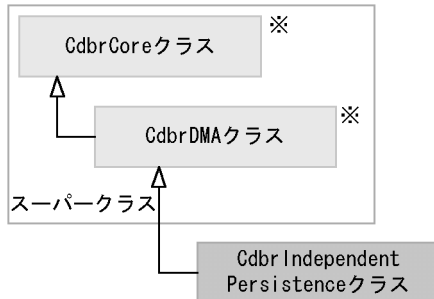 CdbrCoreクラス
※
CdbrDMAクラス
※
スーパークラス
CdbrIndependent
Persistenceクラス